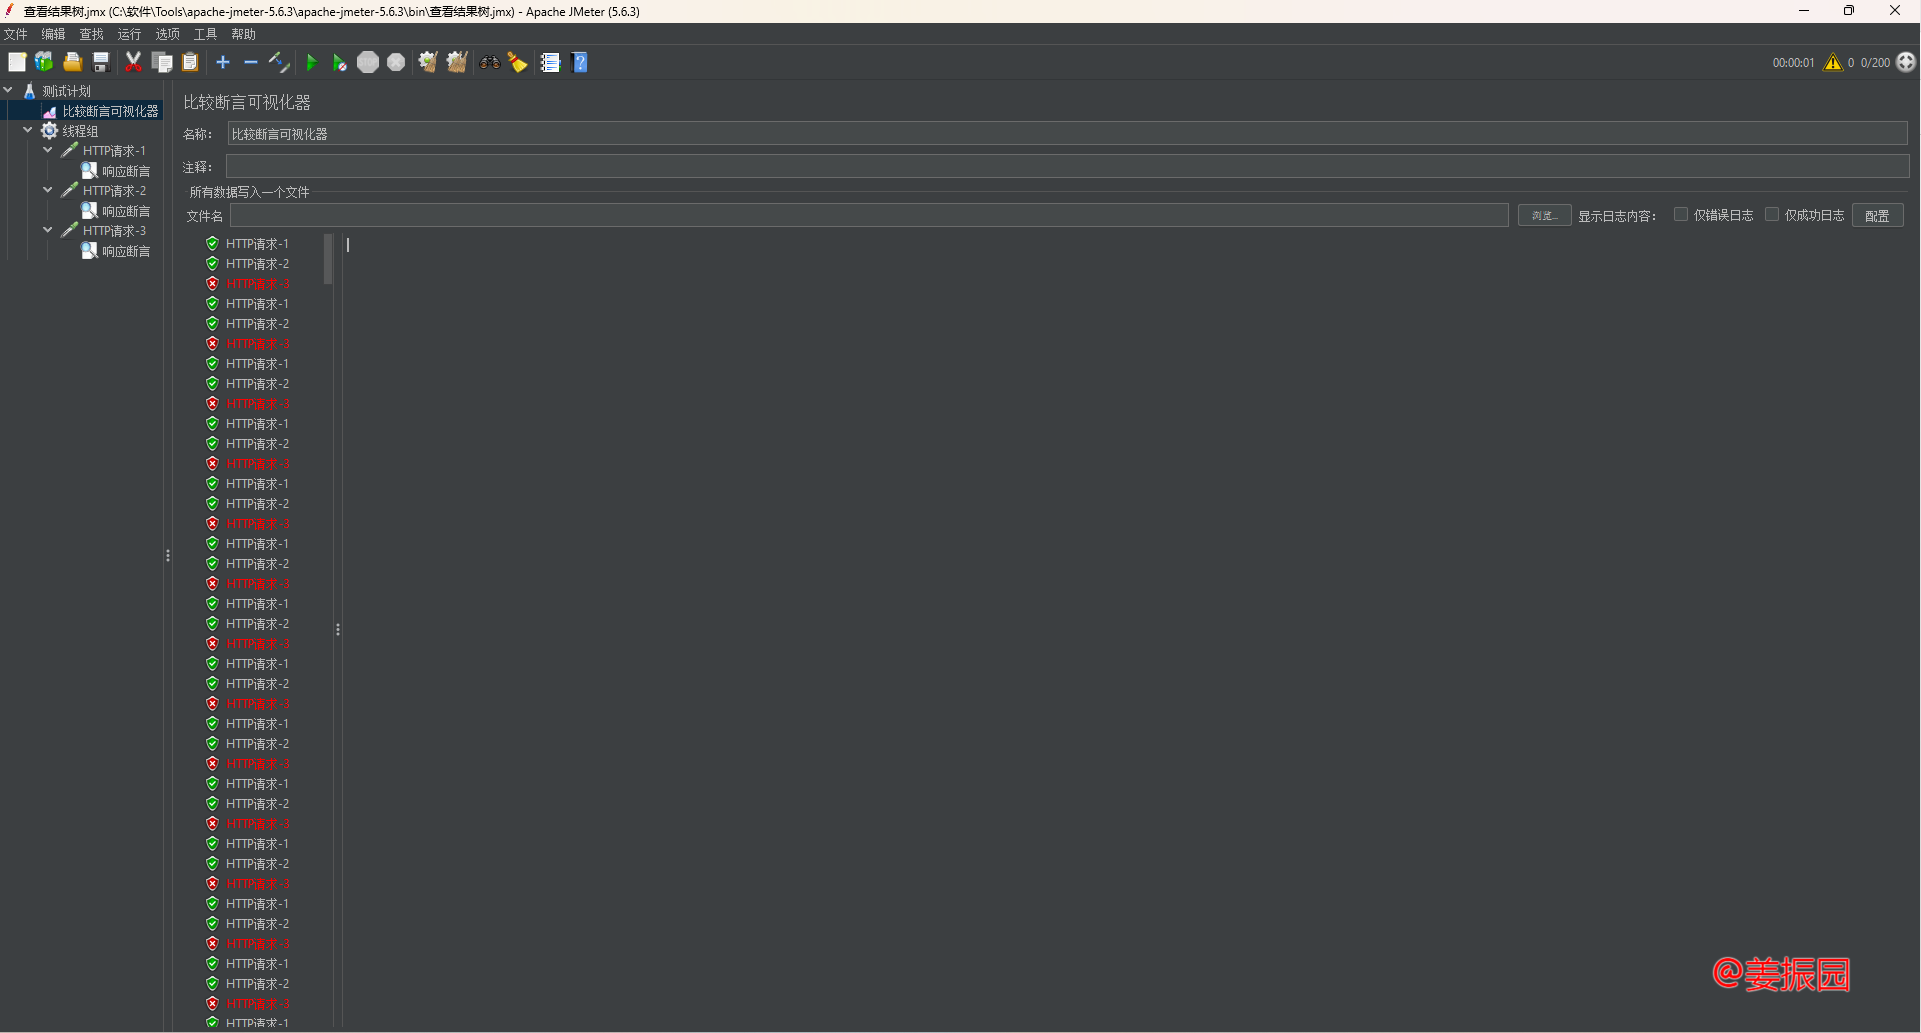 查看结果树.jmx (C:\软件\Tools\apache-jmeter-5.6.3\apache-jmeter-5.6.3\bin\查看结果树.jmx) - Apache JMeter (5.6.3)
文件 编辑 查找 运行 选项 工具 帮助
00:00:01 0 0/200
测试计划
比较断言可视化器
线程组
HTTP请求-1
响应断言
HTTP请求-2
响应断言
HTTP请求-3
响应断言
比较断言可视化器
名称： 比较断言可视化器
注释：
所有数据写入一个文件
文件名 浏览... 显示日志内容： 仅错误日志 仅成功日志 配置
HTTP请求-1
HTTP请求-2
HTTP请求-3
HTTP请求-1
HTTP请求-2
HTTP请求-3
HTTP请求-1
HTTP请求-2
HTTP请求-3
HTTP请求-1
HTTP请求-2
HTTP请求-3
HTTP请求-1
HTTP请求-2
HTTP请求-3
HTTP请求-1
HTTP请求-2
HTTP请求-3
HTTP请求-1
HTTP请求-2
HTTP请求-3
HTTP请求-1
HTTP请求-2
HTTP请求-3
HTTP请求-1
HTTP请求-2
HTTP请求-3
HTTP请求-1
HTTP请求-2
HTTP请求-3
HTTP请求-1
HTTP请求-2
HTTP请求-3
HTTP请求-1
HTTP请求-2
HTTP请求-3
HTTP请求-1
HTTP请求-2
HTTP请求-3
HTTP请求-1
@姜振园